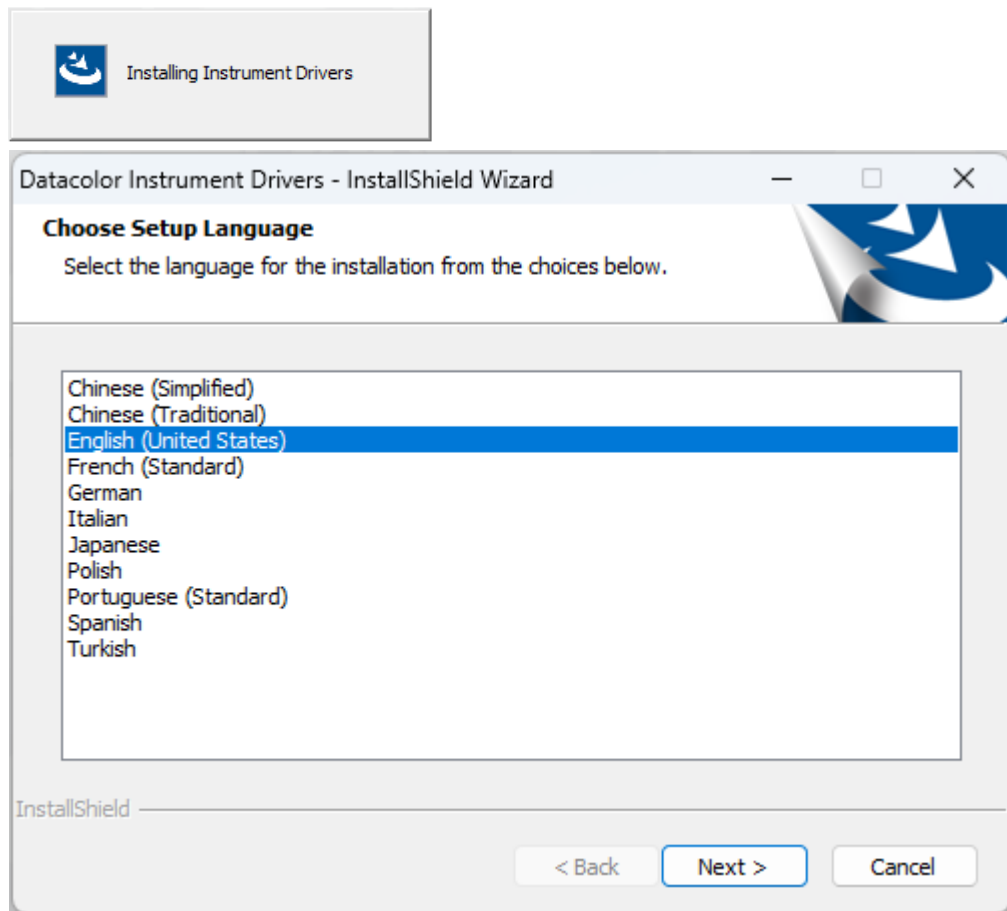 Installing Instrument Drivers
Datacolor Instrument Drivers - InstallShield Wizard
Choose Setup Language
Select the language for the installation from the choices below.
Chinese (Simplified)
Chinese (Traditional)
English (United States)
French (Standard)
German
Italian
Japanese
Polish
Portuguese (Standard)
Spanish
Turkish
InstallShield
< Back Next > Cancel